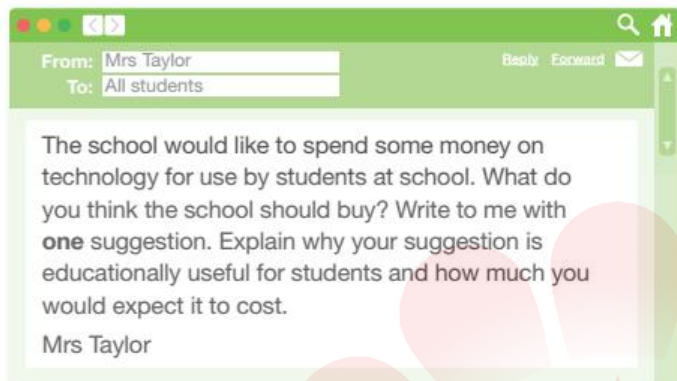 From: Mrs Taylor
Reply Forward
To: All students
The school would like to spend some money on
technology for use by students at school. What do
you think the school should buy? Write to me with
one suggestion. Explain why your suggestion is
educationally useful for students and how much you
would expect it to cost.
Mrs Taylor